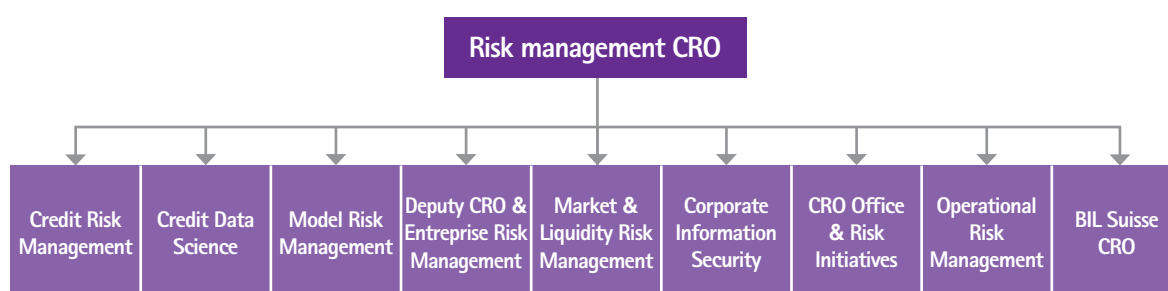 Risk management CRO
Credit Risk
Management
Credit Data
Science
Model Risk
Management
Deputy CRO &
Entreprise Risk
Management
Market &
Liquidity Risk
Management
Corporate
Information
Security
CRO Office
& Risk
Initiatives
Operational
Risk
Management
BIL Suisse
CRO